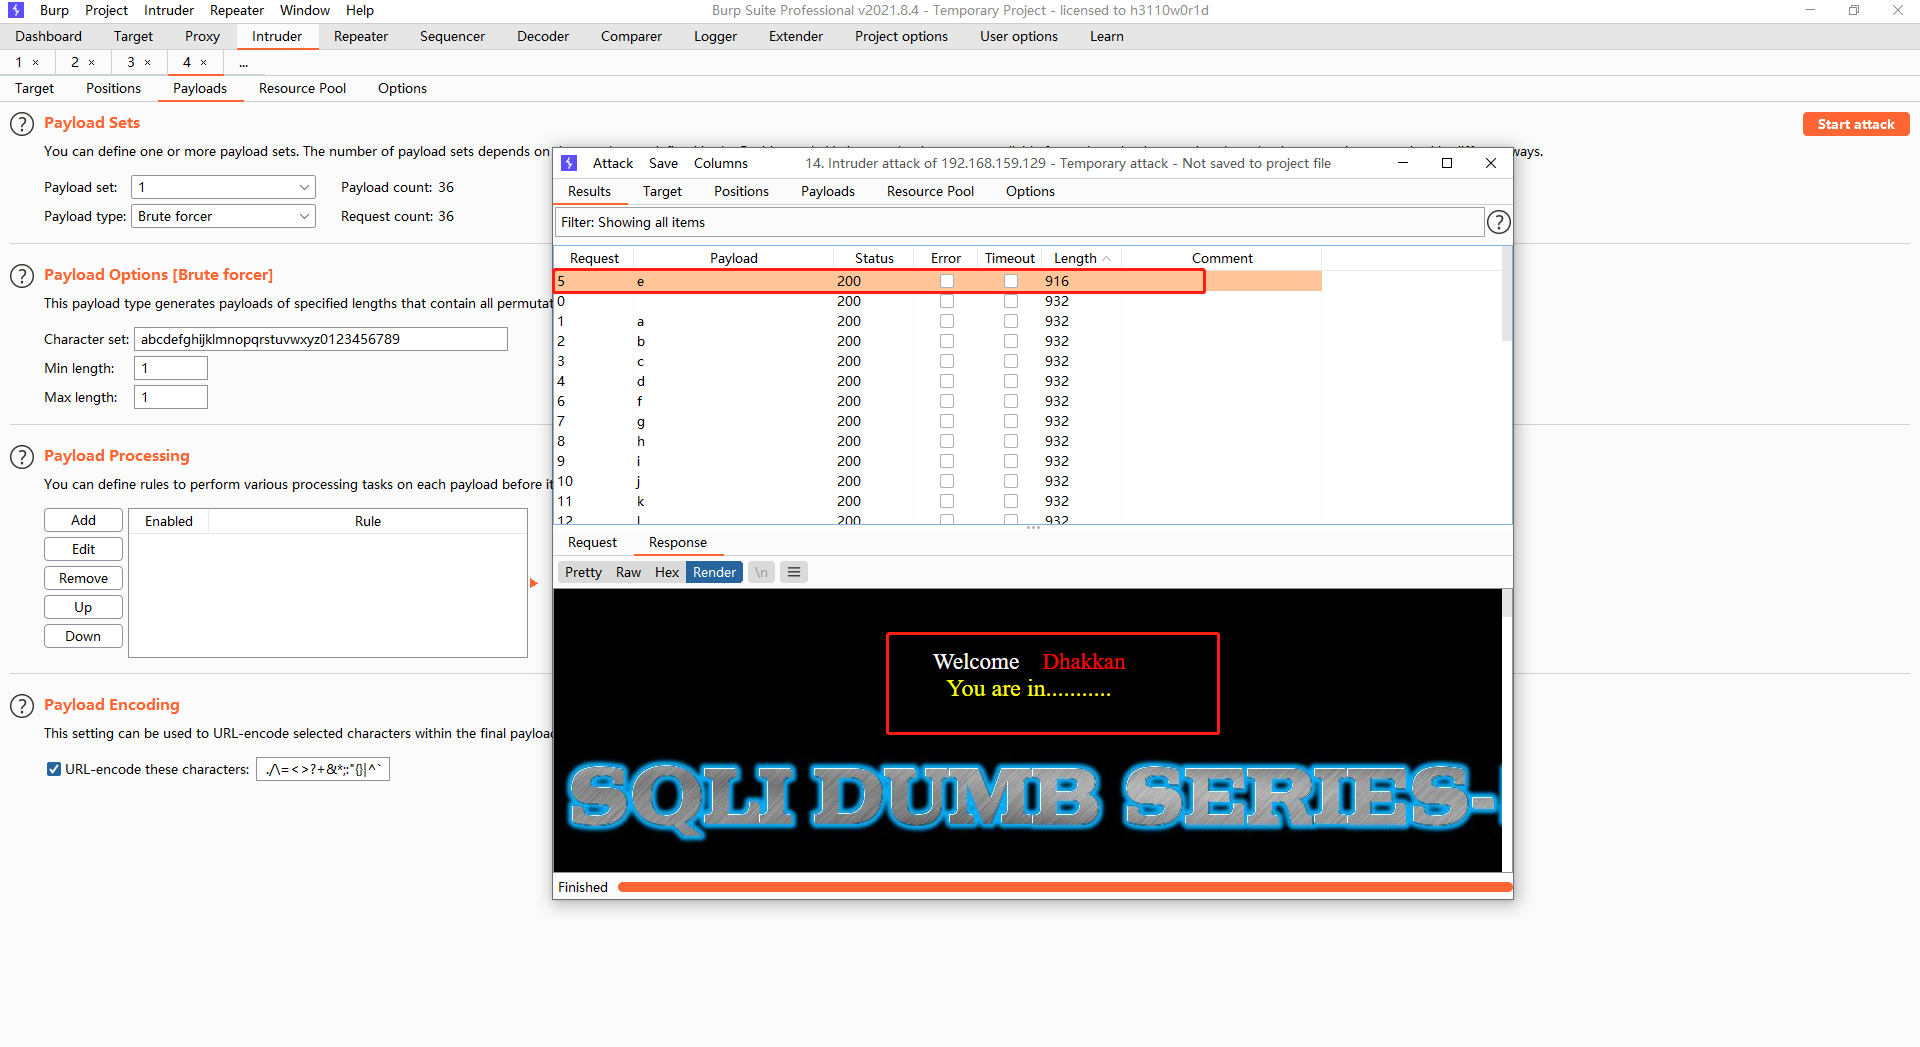 Burp Project Intruder Repeater Window Help
Burp Suite Professional v2021.8.4 - Temporary Project - licensed to h3110w0r1d
Dashboard Target Proxy Intruder Repeater Sequencer Decoder Comparer Logger Extender Project options User options Learn
1 × 2 × 3 × 4 × ...
Target Positions Payloads Resource Pool Options
Payload Sets
Start attack
You can define one or more payload sets. The number of payload sets depends on
ways.
Payload set: 1 Payload count: 36
Payload type: Brute forcer Request count: 36
Payload Options [Brute forcer]
This payload type generates payloads of specified lengths that contain all permutat
Character set: abcdefghijklmnopqrstuvwxyz0123456789
Min length: 1
Max length: 1
Payload Processing
You can define rules to perform various processing tasks on each payload before it
Add
Edit
Remove
Up
Down
Enabled Rule
Payload Encoding
This setting can be used to URL-encode selected characters within the final payload
URL-encode these characters: ./\=<>?+&*;:"{}|^`
Attack Save Columns 14. Intruder attack of 192.168.159.129 - Temporary attack - Not saved to project file
Results Target Positions Payloads Resource Pool Options
Filter: Showing all items
Request Payload Status Error Timeout Length Comment
5 e 200 916
0 200 932
1 a 200 932
2 b 200 932
3 c 200 932
4 d 200 932
6 f 200 932
7 g 200 932
8 h 200 932
9 i 200 932
10 j 200 932
11 k 200 932
12 l 200 932
Request Response
Pretty Raw Hex Render \n
Welcome Dhakkan
You are in...........
SQLI DUMB SERIES-
Finished